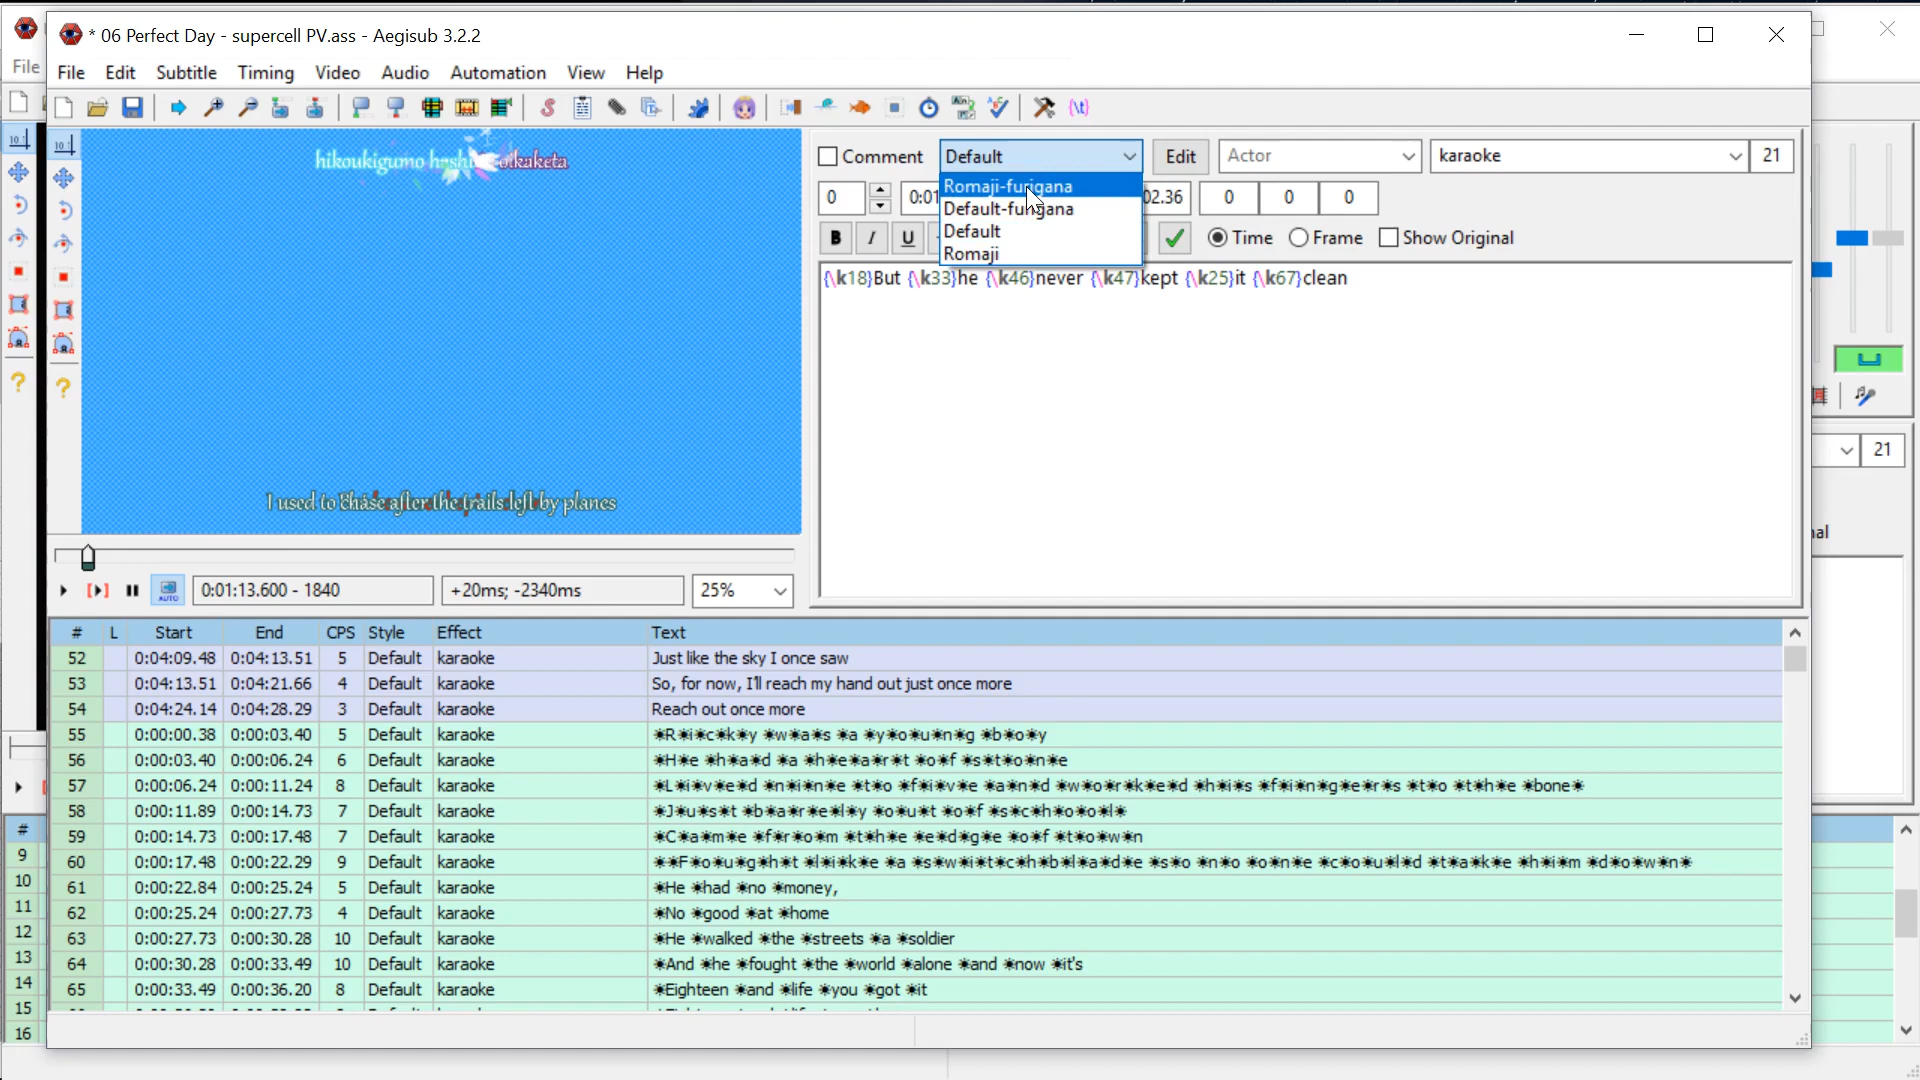 * 06 Perfect Day - supercell PV.ass - Aegisub 3.2.2
File
File Edit Subtitle Timing Video Audio Automation View Help
hikoukigumo oikaketa
I used to chase after the trails left by planes
Comment Default Edit Actor karaoke 21
Romaji-furigana
Default-furigana
Default
Romaji
0 0:01 02.36 0 0 0
B I U Time Frame Show Original
{\k18}But {\k33}he {\k46}never {\k47}kept {\k25}it {\k67}clean
21
al
0:01:13.600 - 1840 +20ms; -2340ms 25%
# L Start End CPS Style Effect Text
52 0:04:09.48 0:04:13.51 5 Default karaoke Just like the sky I once saw
53 0:04:13.51 0:04:21.66 4 Default karaoke So, for now, I'll reach my hand out just once more
54 0:04:24.14 0:04:28.29 3 Default karaoke Reach out once more
55 0:00:00.38 0:00:03.40 5 Default karaoke ☀R☀i☀c☀k☀y ☀w☀a☀s ☀a ☀y☀o☀u☀n☀g ☀b☀o☀y
56 0:00:03.40 0:00:06.24 6 Default karaoke ☀H☀e ☀h☀a☀d ☀a ☀h☀e☀a☀r☀t ☀o☀f ☀s☀t☀o☀n☀e
57 0:00:06.24 0:00:11.24 8 Default karaoke ☀L☀i☀v☀e☀d ☀n☀i☀n☀e ☀t☀o ☀f☀i☀v☀e ☀a☀n☀d ☀w☀o☀r☀k☀e☀d ☀h☀i☀s ☀f☀i☀n☀g☀e☀r☀s ☀t☀o ☀t☀h☀e ☀b☀o☀n☀e☀
58 0:00:11.89 0:00:14.73 7 Default karaoke ☀J☀u☀s☀t ☀b☀a☀r☀e☀l☀y ☀o☀u☀t ☀o☀f ☀s☀c☀h☀o☀o☀l☀
59 0:00:14.73 0:00:17.48 7 Default karaoke ☀C☀a☀m☀e ☀f☀r☀o☀m ☀t☀h☀e ☀e☀d☀g☀e ☀o☀f ☀t☀o☀w☀n
60 0:00:17.48 0:00:22.29 9 Default karaoke ☀☀F☀o☀u☀g☀h☀t ☀l☀i☀k☀e ☀a ☀s☀w☀i☀t☀c☀h☀b☀l☀a☀d☀e ☀s☀o ☀n☀o ☀o☀n☀e ☀c☀o☀u☀l☀d ☀t☀a☀k☀e ☀h☀i☀m ☀d☀o☀w☀n☀
61 0:00:22.84 0:00:25.24 5 Default karaoke ☀He ☀had ☀no ☀money,
62 0:00:25.24 0:00:27.73 4 Default karaoke ☀No ☀good ☀at ☀home
63 0:00:27.73 0:00:30.28 10 Default karaoke ☀He ☀walked ☀the ☀streets ☀a ☀soldier
64 0:00:30.28 0:00:33.49 10 Default karaoke ☀And ☀he ☀fought ☀the ☀world ☀alone ☀and ☀now ☀it's
65 0:00:33.49 0:00:36.20 8 Default karaoke ☀Eighteen ☀and ☀life ☀you ☀got ☀it
#
9
10
11
12
13
14
15
16